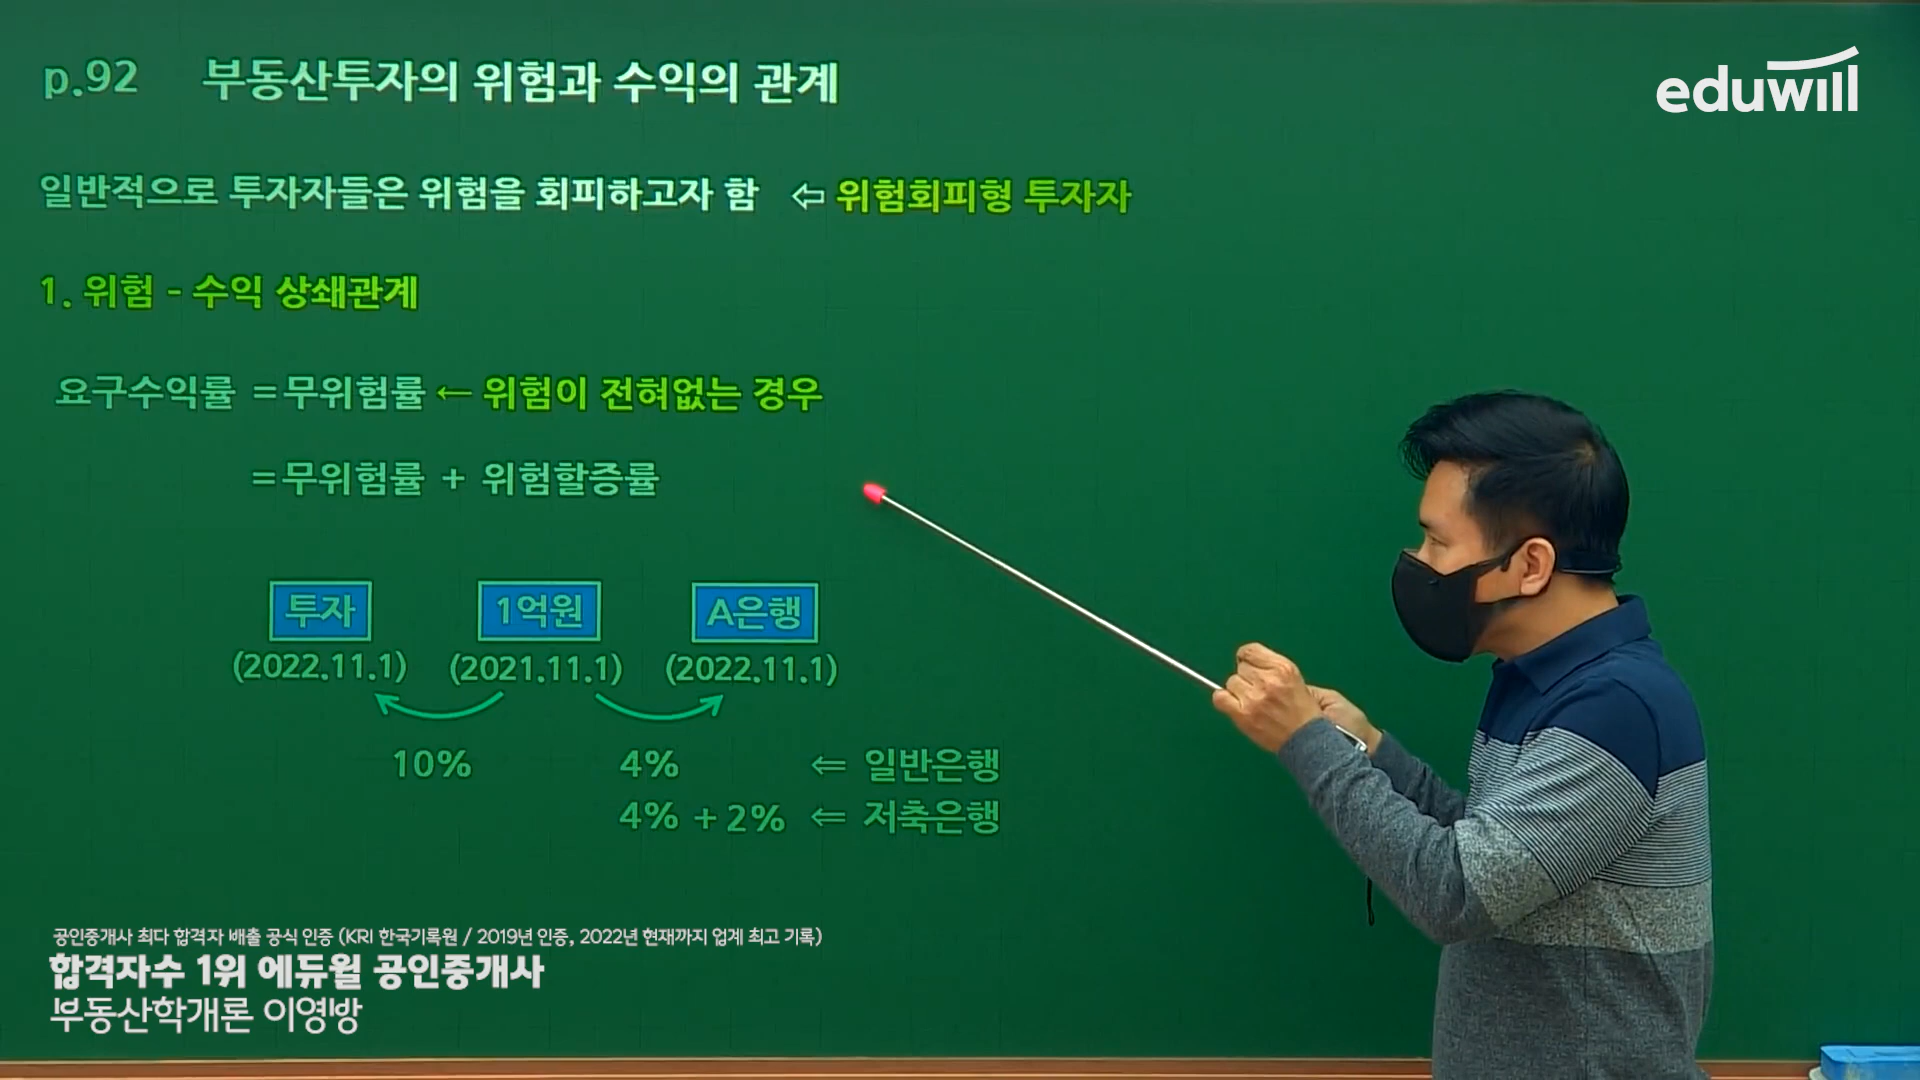 p.92 부동산투자의 위험과 수익의 관계
eduwill
일반적으로 투자자들은 위험을 회피하고자 함 ⇦ 위험회피형 투자자
1. 위험 - 수익 상쇄관계
요구수익률 = 무위험률 ← 위험이 전혀없는 경우
= 무위험률 + 위험할증률
투자 1억원 A은행
(2022.11.1) (2021.11.1) (2022.11.1)
10% 4% ⇐ 일반은행
4% + 2% ⇐ 저축은행
공인중개사 최다 합격자 배출 공식 인증 (KRI 한국기록원 / 2019년 인증, 2022년 현재까지 업계 최고 기록)
합격자수 1위 에듀윌 공인중개사
부동산학개론 이영방